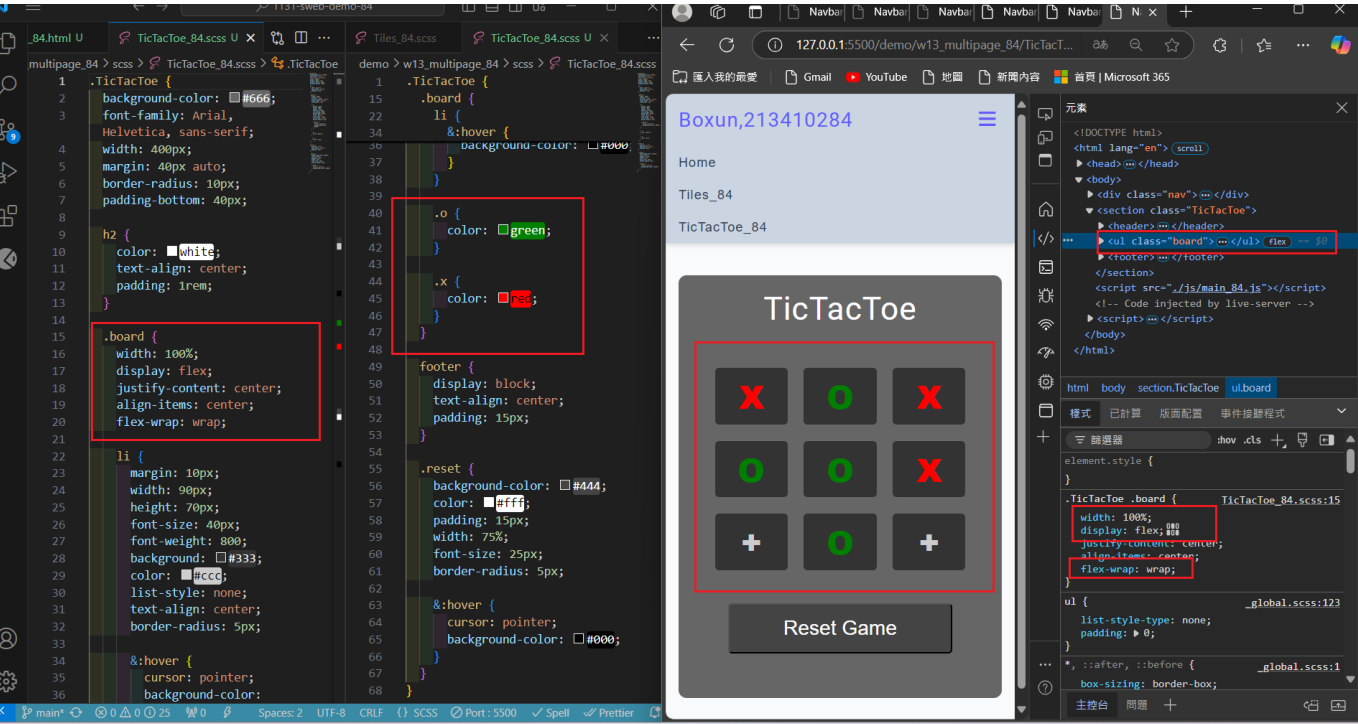 1131-sweb-demo-84
_84.html U
TicTacToe_84.scss U
multipage_84 > scss > TicTacToe_84.scss > .TicTacToe
1 .TicTacToe {
2 background-color: #666;
3 font-family: Arial,
Helvetica, sans-serif;
4 width: 400px;
5 margin: 40px auto;
6 border-radius: 10px;
7 padding-bottom: 40px;
8
9 h2 {
10 color: white;
11 text-align: center;
12 padding: 1rem;
13 }
14
15 .board {
16 width: 100%;
17 display: flex;
18 justify-content: center;
19 align-items: center;
20 flex-wrap: wrap;
21
22 li {
23 margin: 10px;
24 width: 90px;
25 height: 70px;
26 font-size: 40px;
27 font-weight: 800;
28 background: #333;
29 color: #ccc;
30 list-style: none;
31 text-align: center;
32 border-radius: 5px;
33
34 &:hover {
35 cursor: pointer;
36 background-color:
Tiles_84.scss
TicTacToe_84.scss U
demo > w13_multipage_84 > scss > TicTacToe_84.scss
1 .TicTacToe {
15 .board {
22 li {
34 &:hover {
36 background-color: #000;
37 }
38 }
39
40 .o {
41 color: green;
42 }
43
44 .x {
45 color: red;
46 }
47 }
48
49 footer {
50 display: block;
51 text-align: center;
52 padding: 15px;
53 }
54
55 .reset {
56 background-color: #444;
57 color: #fff;
58 padding: 15px;
59 width: 75%;
60 font-size: 25px;
61 border-radius: 5px;
62
63 &:hover {
64 cursor: pointer;
65 background-color: #000;
66 }
67 }
68 }
9
main* 0 0 25 0 Spaces: 2 UTF-8 CRLF {} SCSS Port : 5500 Spell Prettier
Navbar Navbar Navbar Navbar Navbar N
127.0.0.1:5500/demo/w13_multipage_84/TicTacT...
匯入我的最愛 Gmail YouTube 地圖 新聞內容 首頁 | Microsoft 365
Boxun,213410284
Home
Tiles_84
TicTacToe_84
TicTacToe
X O X
O O X
+ O +
Reset Game
元素
<!DOCTYPE html>
<html lang="en"> scroll
<head> </head>
<body>
<div class="nav"> </div>
<section class="TicTacToe">
<header> </header>
<ul class="board"> </ul> flex == $0
<footer> </footer>
</section>
<script src="./js/main_84.js"></script>
<!-- Code injected by live-server -->
<script> </script>
</body>
</html>
html body section.TicTacToe ul.board
樣式 已計算 版面配置 事件接聽程式
篩選器 :hov .cls
element.style {
}
.TicTacToe .board { TicTacToe_84.scss:15
width: 100%;
display: flex;
justify-content: center;
align-items: center;
flex-wrap: wrap;
}
ul { _global.scss:123
list-style-type: none;
padding: 0;
}
*, ::after, ::before { _global.scss:1
box-sizing: border-box;
主控台 問題